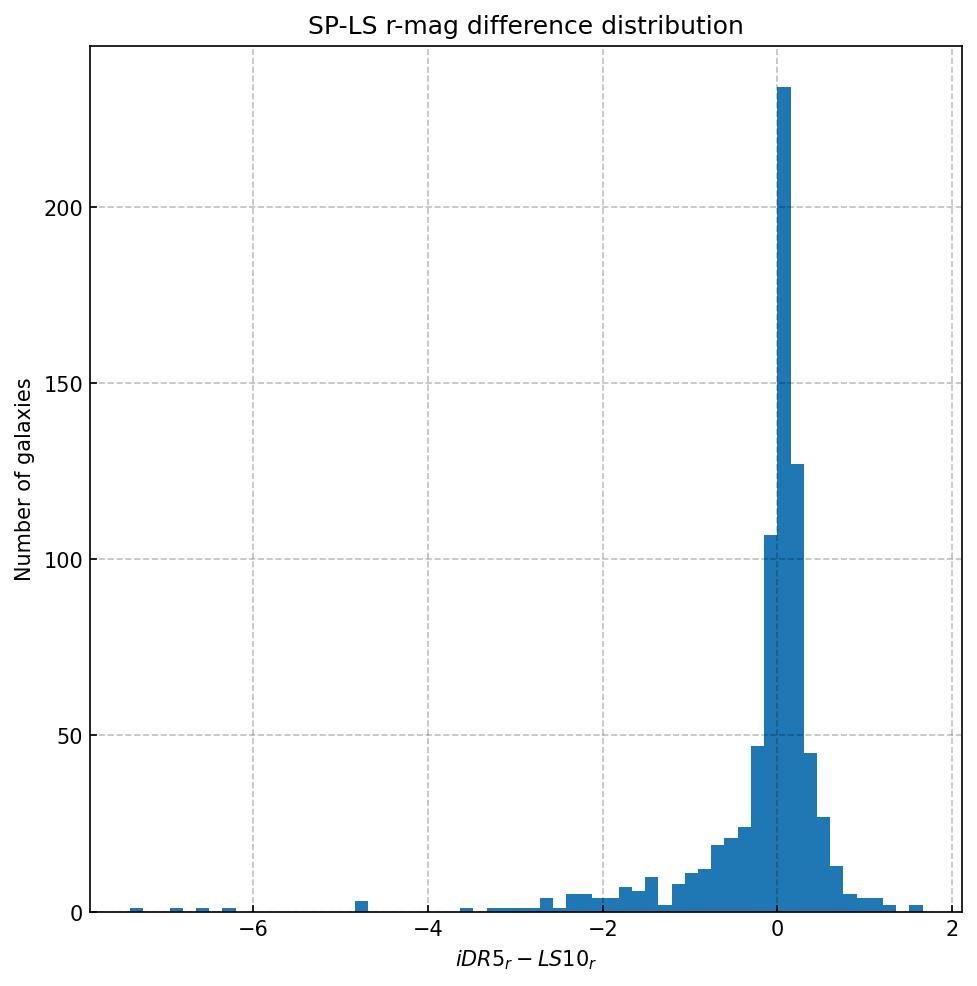 SP-LS r-mag difference distribution
Number of galaxies
200
150
100
50
0
−6 −4 −2 0 2
iDR5r − LS10r